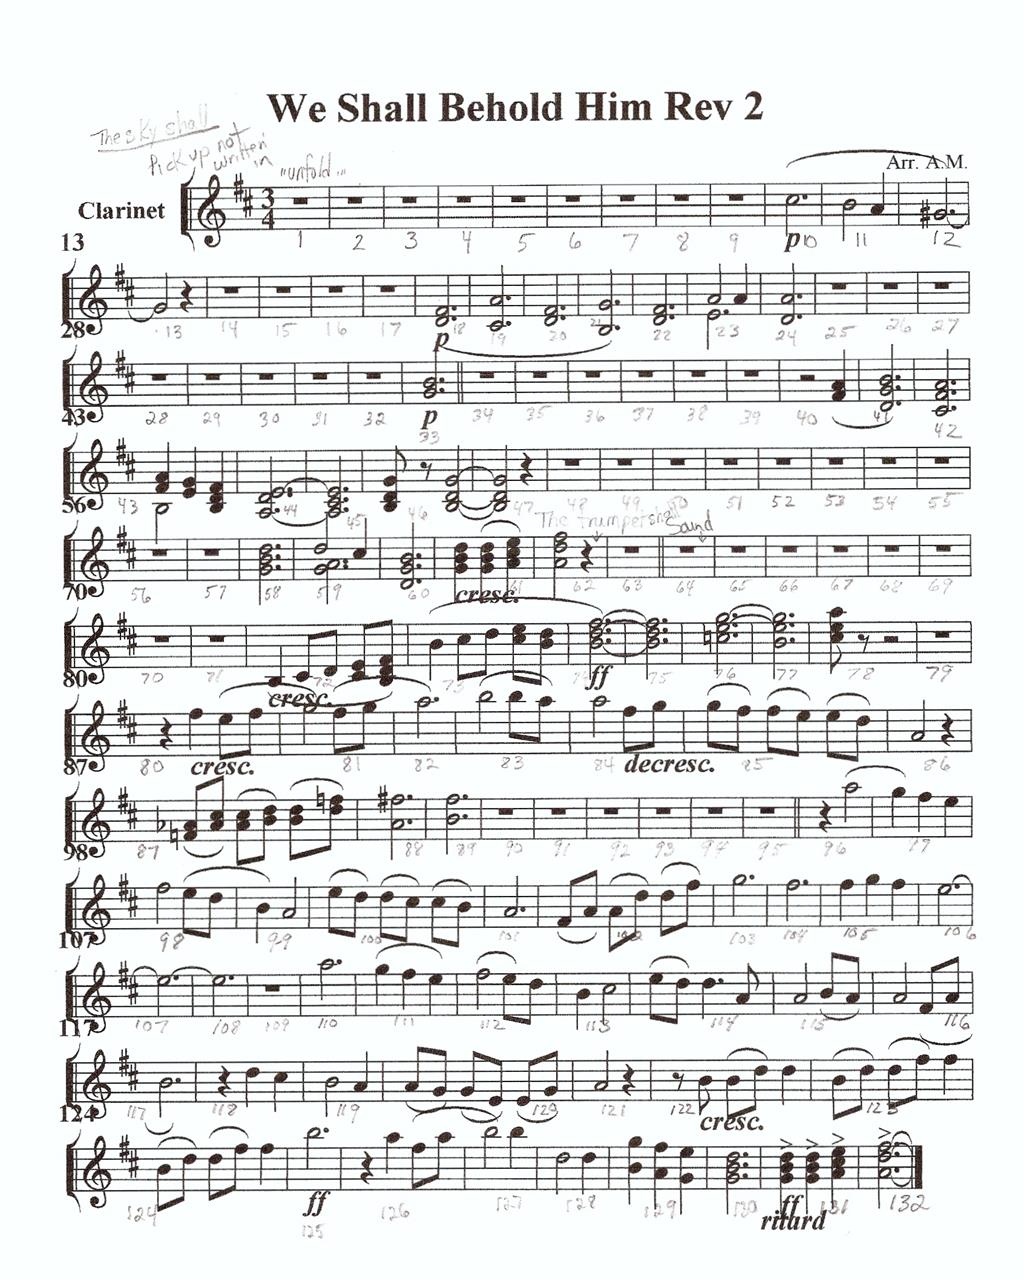 We Shall Behold Him Rev 2
The sky shall
Pick up not written in
"unfold..."
Arr. A.M.
Clarinet
3
4
p
1 2 3 4 5 6 7 8 9 10 11 12
13
p
13 14 15 16 17 18 19 20 21 22 23 24 25 26 27
28
p
28 29 30 31 32 33 34 35 36 37 38 39 40 41 42
43
43 44 45 46 47 48 49 50 51 52 53 54 55
The trumpet shall Sound
56
cresc.
56 57 58 59 60 61 62 63 64 65 66 67 68 69
70
cresc.
ff
70 71 72 73 74 75 76 77 78 79
80
cresc.
decresc.
80 81 82 83 84 85 86
87
87 88 89 90 91 92 93 94 95 96 97
98
98 99 100 101 102 103 104 105 106
107
107 108 109 110 111 112 113 114 115 116
117
cresc.
117 118 119 120 121 122 123
124
ff
ff
ritard
124 125 126 127 128 129 130 131 132